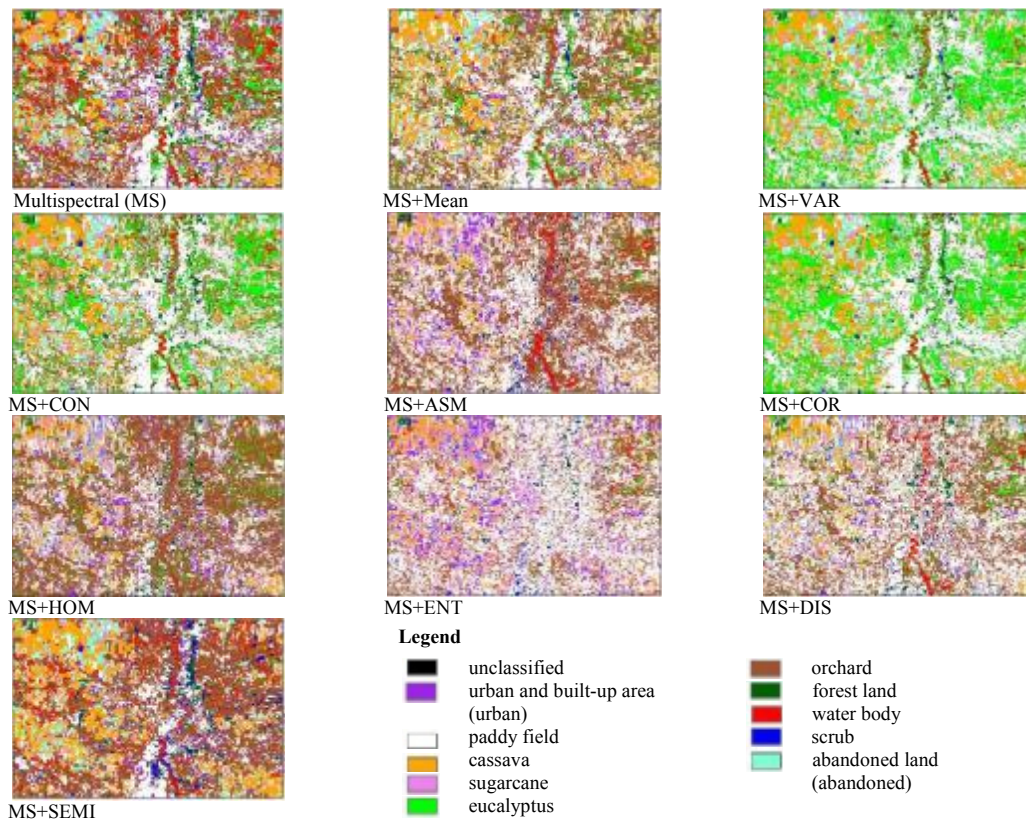 Multispectral (MS)
MS+Mean
MS+VAR
MS+CON
MS+ASM
MS+COR
MS+HOM
MS+ENT
MS+DIS
MS+SEMI
Legend
unclassified
urban and built-up area
(urban)
paddy field
cassava
sugarcane
eucalyptus
orchard
forest land
water body
scrub
abandoned land
(abandoned)